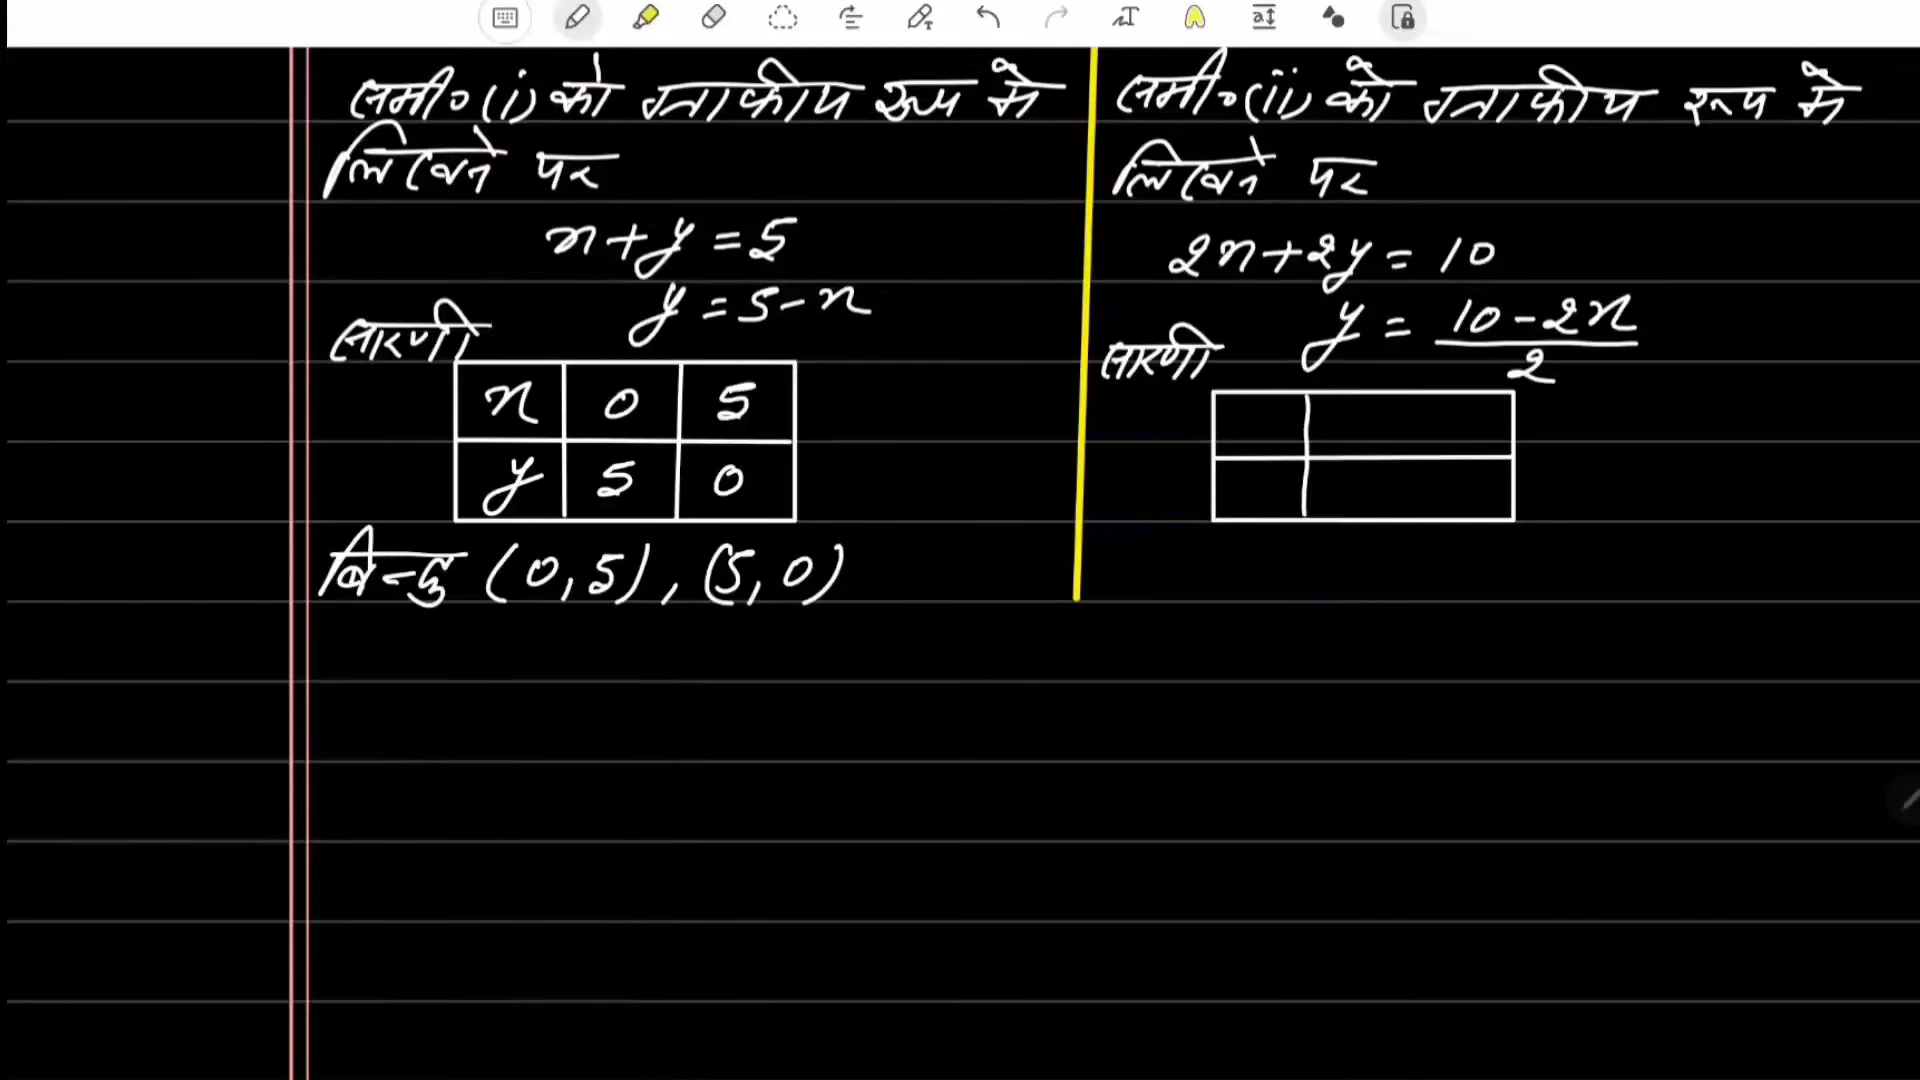 समी० (i) को ग्राफीय रूप में
लिखने पर
x + y = 5
y = 5 - x
सारणी
x 0 5
y 5 0
बिन्दु (0, 5), (5, 0)
समी० (ii) को ग्राफीय रूप में
लिखने पर
2x + 2y = 10
y = (10 - 2x)/2
सारणी